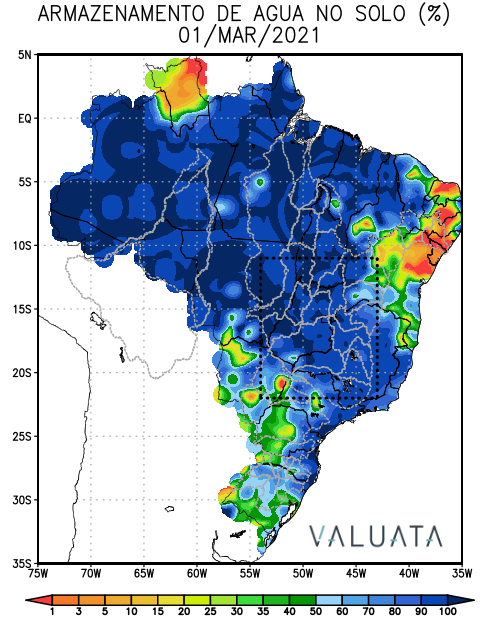 ARMAZENAMENTO DE AGUA NO SOLO (%)
01/MAR/2021
5N
EQ
5S
10S
15S
20S
25S
30S
35S
VALUATA
75W 70W 65W 60W 55W 50W 45W 40W 35W
1 3 5 10 15 20 25 30 35 40 50 60 70 80 90 100